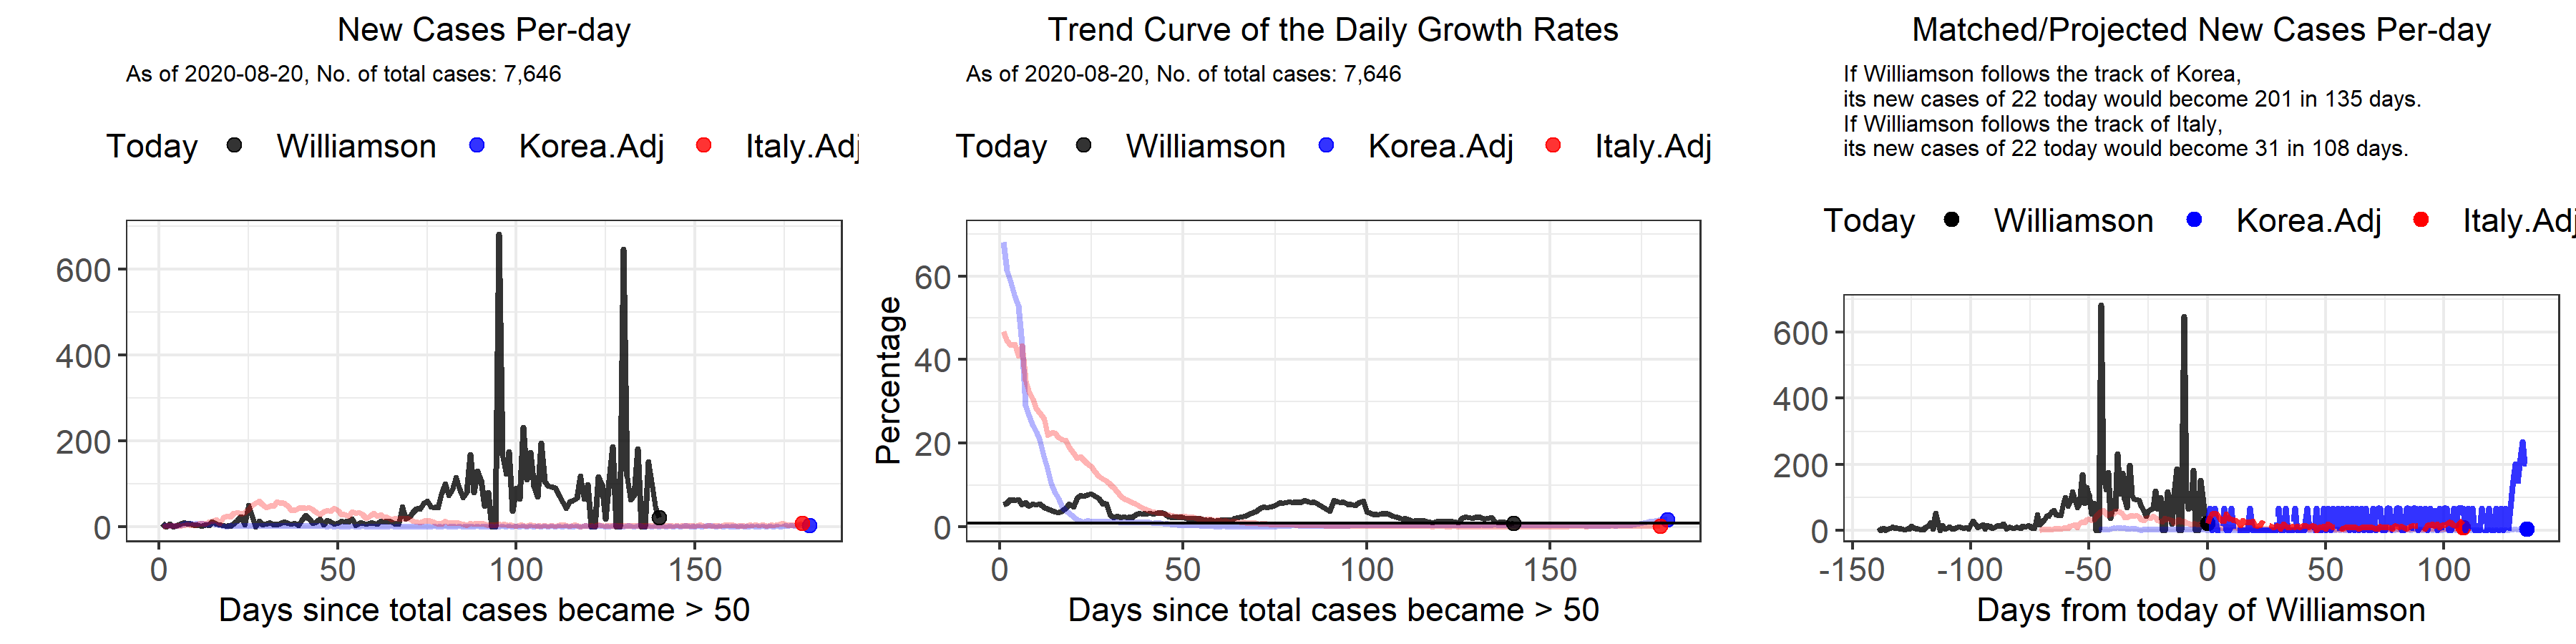 New Cases Per-day
As of 2020-08-20, No. of total cases: 7,646
Today Williamson Korea.Adj Italy.Adj
600
400
200
0
0 50 100 150
Days since total cases became > 50
Trend Curve of the Daily Growth Rates
As of 2020-08-20, No. of total cases: 7,646
Today Williamson Korea.Adj Italy.Adj
Percentage
60
40
20
0
0 50 100 150
Days since total cases became > 50
Matched/Projected New Cases Per-day
If Williamson follows the track of Korea,
its new cases of 22 today would become 201 in 135 days.
If Williamson follows the track of Italy,
its new cases of 22 today would become 31 in 108 days.
Today Williamson Korea.Adj Italy.Adj
600
400
200
0
-150 -100 -50 0 50 100
Days from today of Williamson